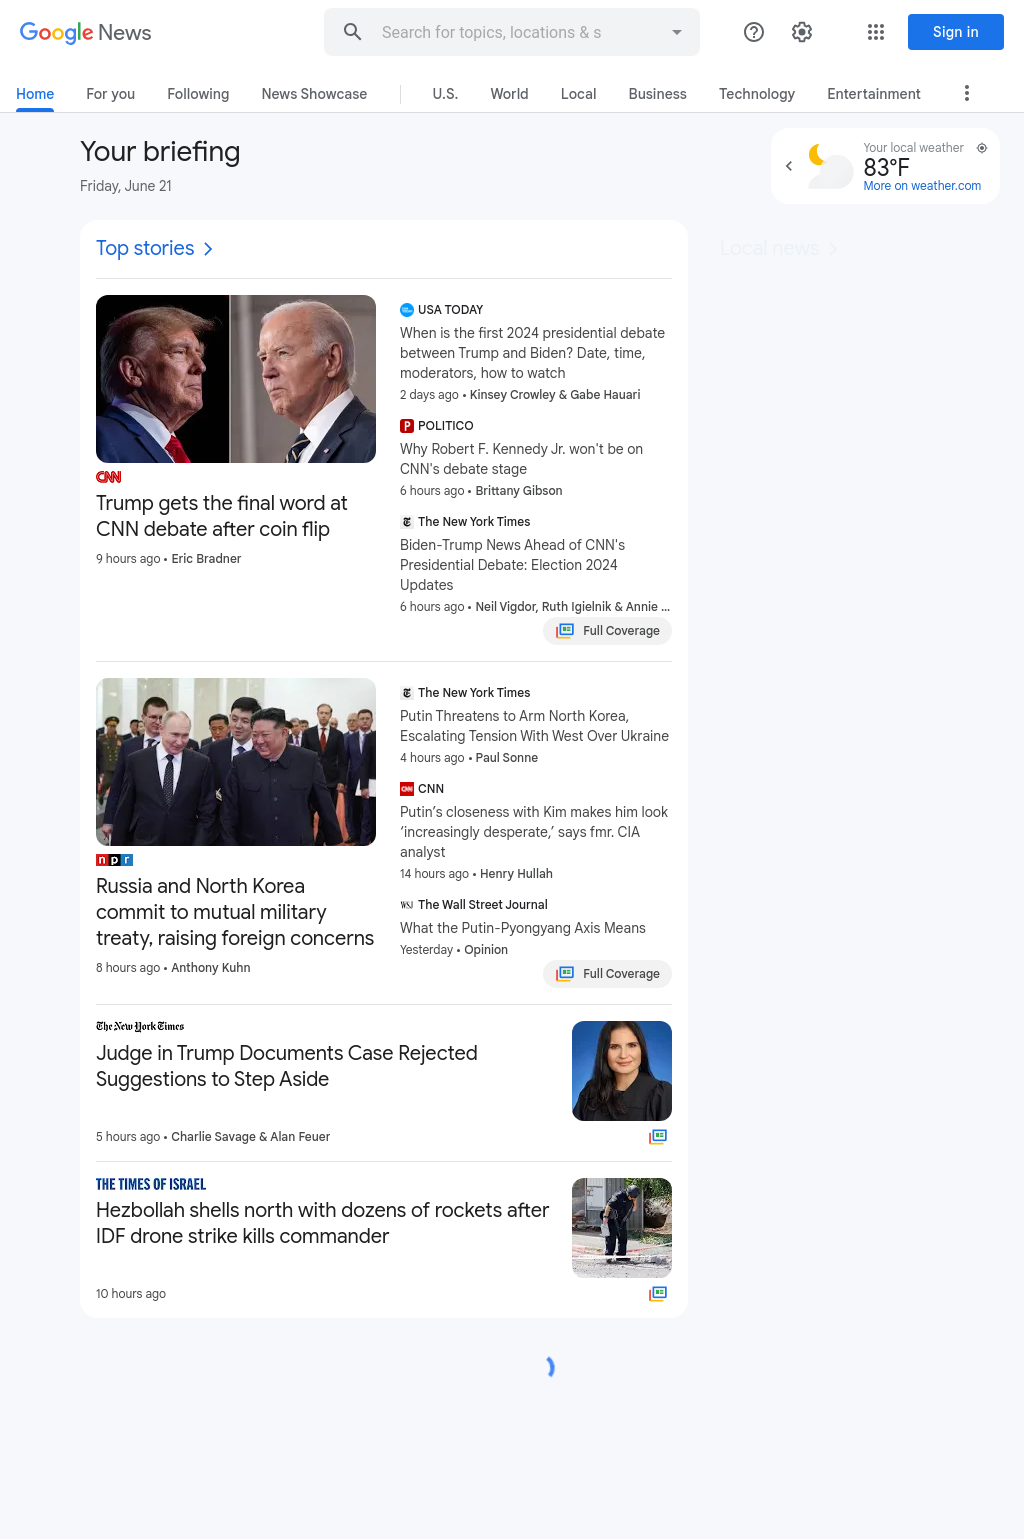 Google News
Search for topics, locations & s
Sign in
Home
For you
Following
News Showcase
U.S.
World
Local
Business
Technology
Entertainment
Your briefing
Friday, June 21
Your local weather
83°F
More on weather.com
Top stories
Local news
CNN
Trump gets the final word at
CNN debate after coin flip
9 hours ago • Eric Bradner
USA TODAY
When is the first 2024 presidential debate
between Trump and Biden? Date, time,
moderators, how to watch
2 days ago • Kinsey Crowley & Gabe Hauari
P POLITICO
Why Robert F. Kennedy Jr. won't be on
CNN's debate stage
6 hours ago • Brittany Gibson
The New York Times
Biden-Trump News Ahead of CNN's
Presidential Debate: Election 2024
Updates
6 hours ago • Neil Vigdor, Ruth Igielnik & Annie ...
Full Coverage
npr
Russia and North Korea
commit to mutual military
treaty, raising foreign concerns
8 hours ago • Anthony Kuhn
The New York Times
Putin Threatens to Arm North Korea,
Escalating Tension With West Over Ukraine
4 hours ago • Paul Sonne
CNN CNN
Putin’s closeness with Kim makes him look
‘increasingly desperate,’ says fmr. CIA
analyst
14 hours ago • Henry Hullah
WSJ The Wall Street Journal
What the Putin-Pyongyang Axis Means
Yesterday • Opinion
Full Coverage
The New York Times
Judge in Trump Documents Case Rejected
Suggestions to Step Aside
5 hours ago • Charlie Savage & Alan Feuer
THE TIMES OF ISRAEL
Hezbollah shells north with dozens of rockets after
IDF drone strike kills commander
10 hours ago